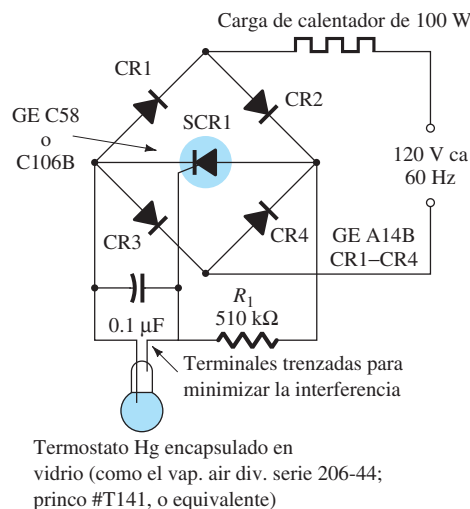 Carga de calentador de 100 W
CR1
CR2
GE C58
o
C106B
SCR1
120 V ca
60 Hz
CR3
CR4
GE A14B
CR1–CR4
0.1 μF
R1
510 kΩ
Terminales trenzadas para
minimizar la interferencia
Termostato Hg encapsulado en
vidrio (como el vap. air div. serie 206-44;
princo #T141, o equivalente)